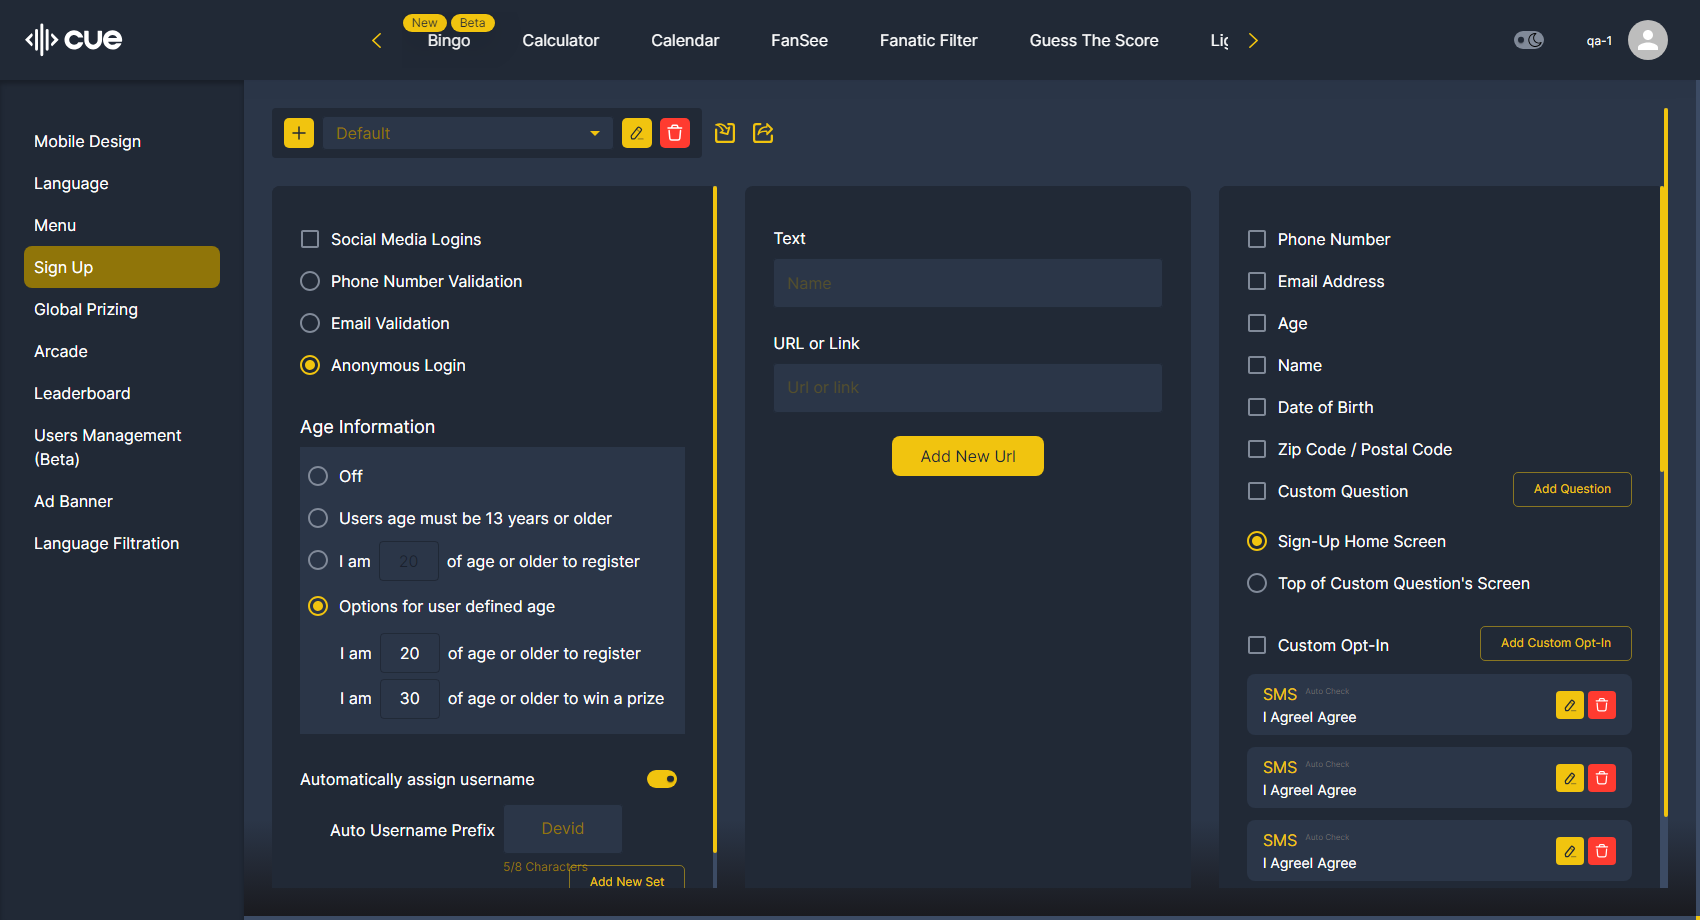 cue
New Beta
Bingo
Calculator
Calendar
FanSee
Fanatic Filter
Guess The Score
qa-1
Mobile Design
Language
Menu
Sign Up
Global Prizing
Arcade
Leaderboard
Users Management
(Beta)
Ad Banner
Language Filtration
Default
Social Media Logins
Phone Number Validation
Email Validation
Anonymous Login
Age Information
Off
Users age must be 13 years or older
I am 20 of age or older to register
Options for user defined age
I am 20 of age or older to register
I am 30 of age or older to win a prize
Automatically assign username
Auto Username Prefix Devid
5/8 Characters
Add New Set
Text
Name
URL or Link
Url or link
Add New Url
Phone Number
Email Address
Age
Name
Date of Birth
Zip Code / Postal Code
Custom Question Add Question
Sign-Up Home Screen
Top of Custom Question's Screen
Custom Opt-In Add Custom Opt-In
SMS Auto Check
I AgreeI Agree
SMS Auto Check
I AgreeI Agree
SMS Auto Check
I AgreeI Agree